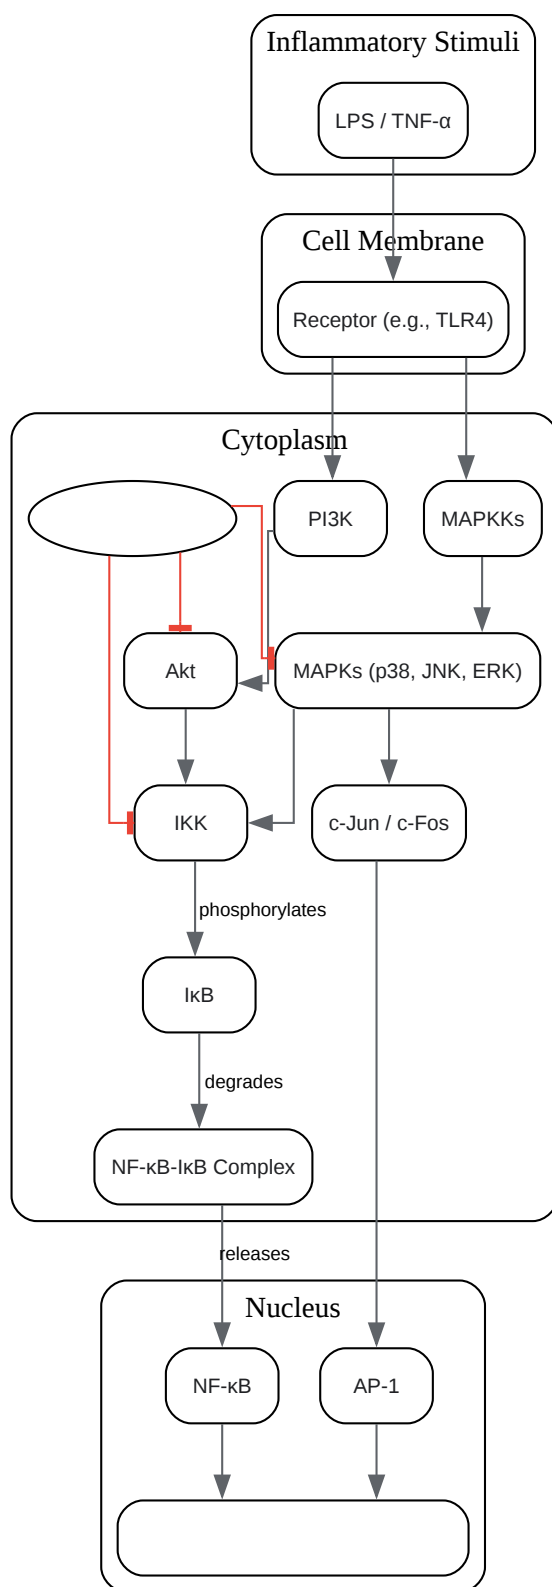 Inflammatory Stimuli
LPS / TNF-α
Cell Membrane
Receptor (e.g., TLR4)
Cytoplasm
PI3K
MAPKKs
Akt
MAPKs (p38, JNK, ERK)
IKK
c-Jun / c-Fos
phosphorylates
IκB
degrades
NF-κB-IκB Complex
releases
Nucleus
NF-κB
AP-1